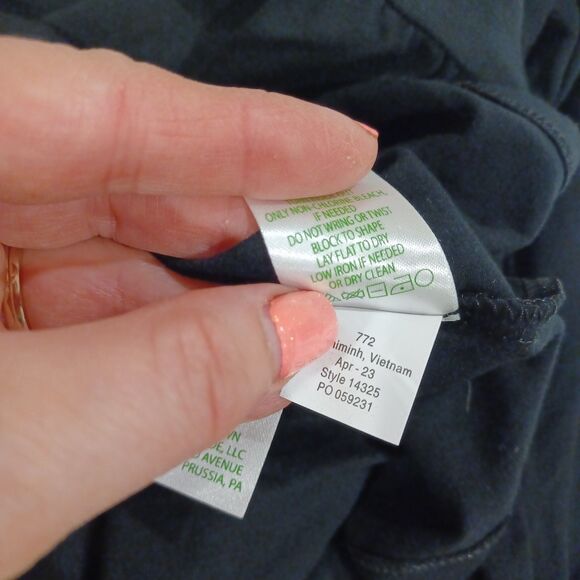 ONLY NON-CHLORINE BLEACH,
IF NEEDED
DO NOT WRING OR TWIST
BLOCK TO SHAPE
LAY FLAT TO DRY
LOW IRON IF NEEDED
OR DRY CLEAN
772
iminh, Vietnam
Apr - 23
Style 14325
PO 059231
DE, LLC
AVENUE
PRUSSIA, PA